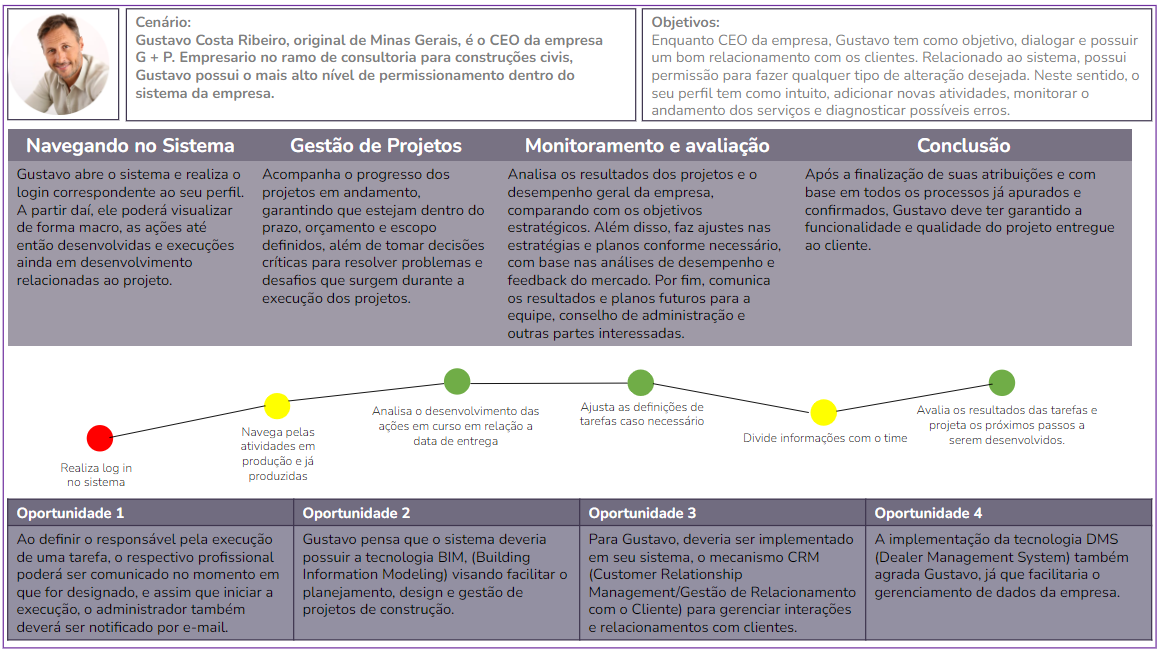 Cenário:
Gustavo Costa Ribeiro, original de Minas Gerais, é o CEO da empresa
G + P. Empresario no ramo de consultoria para construções civis,
Gustavo possui o mais alto nível de permissionamento dentro do
sistema da empresa.
Objetivos:
Enquanto CEO da empresa, Gustavo tem como objetivo, dialogar e possuir
um bom relacionamento com os clientes. Relacionado ao sistema, possui
permissão para fazer qualquer tipo de alteração desejada. Neste sentido, o
seu perfil tem como intuito, adicionar novas atividades, monitorar o
andamento dos serviços e diagnosticar possíveis erros.
Navegando no Sistema
Gustavo abre o sistema e realiza o
login correspondente ao seu perfil.
A partir daí, ele poderá visualizar
de forma macro, as ações até
então desenvolvidas e execuções
ainda em desenvolvimento
relacionadas ao projeto.
Gestão de Projetos
Acompanha o progresso dos
projetos em andamento,
garantindo que estejam dentro do
prazo, orçamento e escopo
definidos, além de tomar decisões
críticas para resolver problemas e
desafios que surgem durante a
execução dos projetos.
Monitoramento e avaliação
Analisa os resultados dos projetos e o
desempenho geral da empresa,
comparando com os objetivos
estratégicos. Além disso, faz ajustes nas
estratégias e planos conforme necessário,
com base nas análises de desempenho e
feedback do mercado. Por fim, comunica
os resultados e planos futuros para a
equipe, conselho de administração e
outras partes interessadas.
Conclusão
Após a finalização de suas atribuições e com
base em todos os processos já apurados e
confirmados, Gustavo deve ter garantido a
funcionalidade e qualidade do projeto entregue
ao cliente.
Realiza log in
no sistema
Navega pelas
atividades em
produção e já
produzidas
Analisa o desenvolvimento das
ações em curso em relação a
data de entrega
Ajusta as definições de
tarefas caso necessário
Divide informações com o time
Avalia os resultados das tarefas e
projeta os próximos passos a
serem desenvolvidos.
Oportunidade 1
Ao definir o responsável pela execução
de uma tarefa, o respectivo profissional
poderá ser comunicado no momento em
que for designado, e assim que iniciar a
execução, o administrador também
deverá ser notificado por e-mail.
Oportunidade 2
Gustavo pensa que o sistema deveria
possuir a tecnologia BIM, (Building
Information Modeling) visando facilitar o
planejamento, design e gestão de
projetos de construção.
Oportunidade 3
Para Gustavo, deveria ser implementado
em seu sistema, o mecanismo CRM
(Customer Relationship
Management/Gestão de Relacionamento
com o Cliente) para gerenciar interações
e relacionamentos com clientes.
Oportunidade 4
A implementação da tecnologia DMS
(Dealer Management System) também
agrada Gustavo, já que facilitaria o
gerenciamento de dados da empresa.